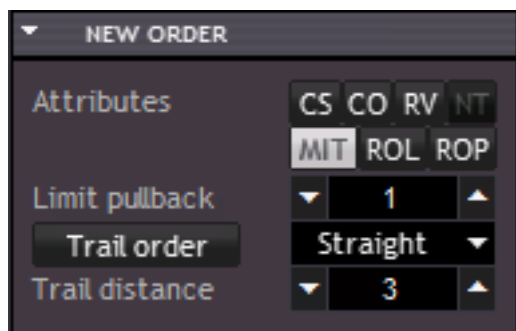 NEW ORDER
Attributes CS CO RV NT
MIT ROL ROP
Limit pullback 1
Trail order Straight
Trail distance 3